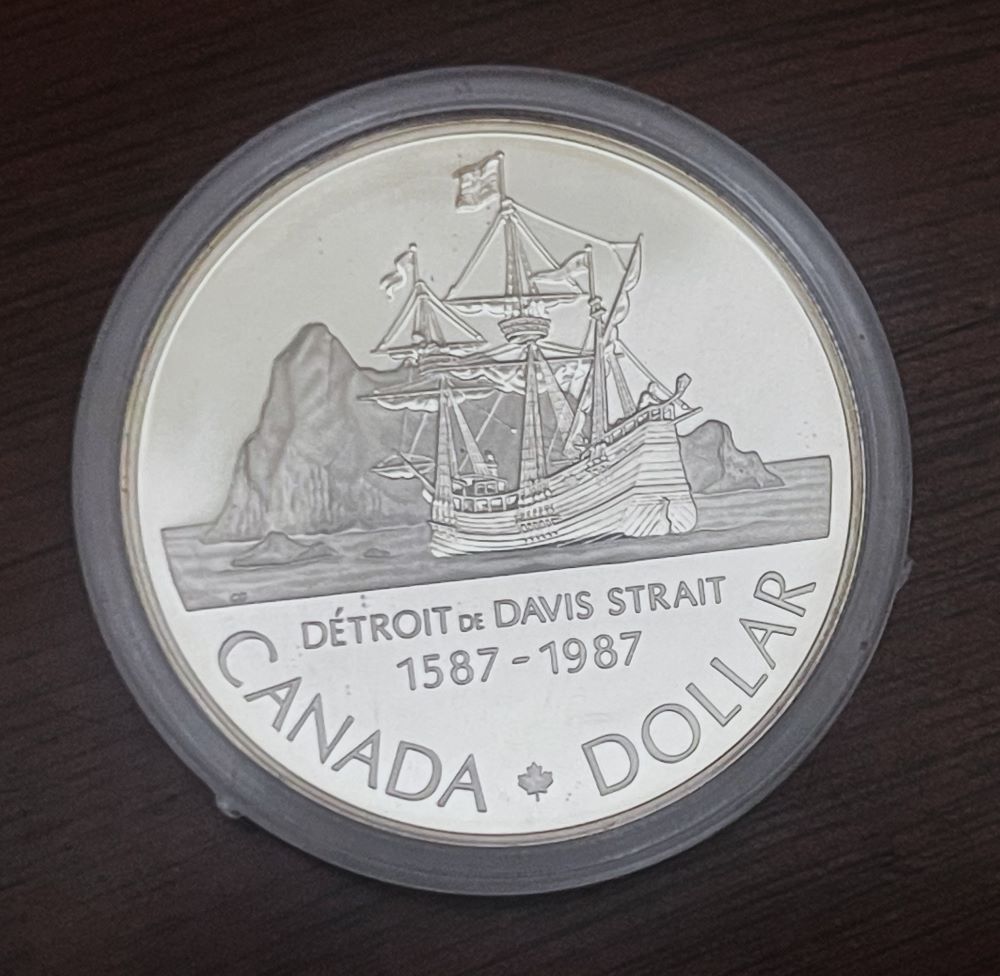 DÉTROIT DE DAVIS STRAIT
1587-1987
CANADA DOLLAR